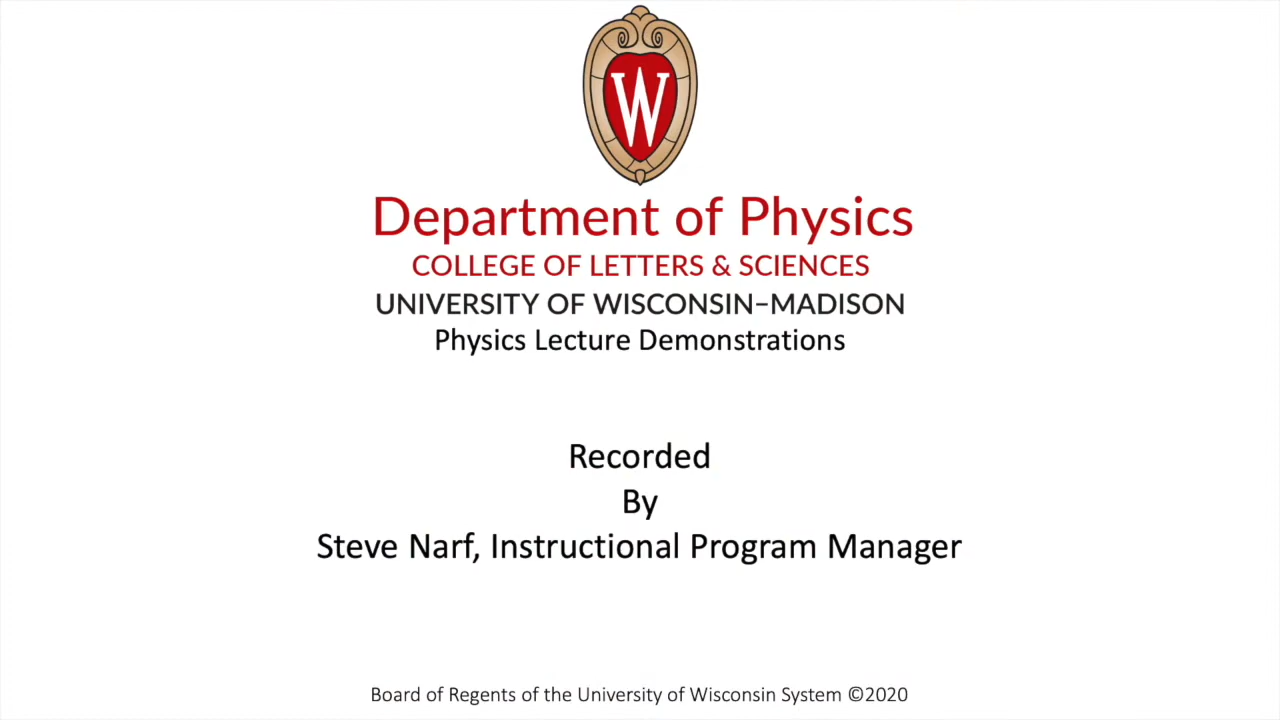 W
Department of Physics
COLLEGE OF LETTERS & SCIENCES
UNIVERSITY OF WISCONSIN–MADISON
Physics Lecture Demonstrations
Recorded
By
Steve Narf, Instructional Program Manager
Board of Regents of the University of Wisconsin System ©2020